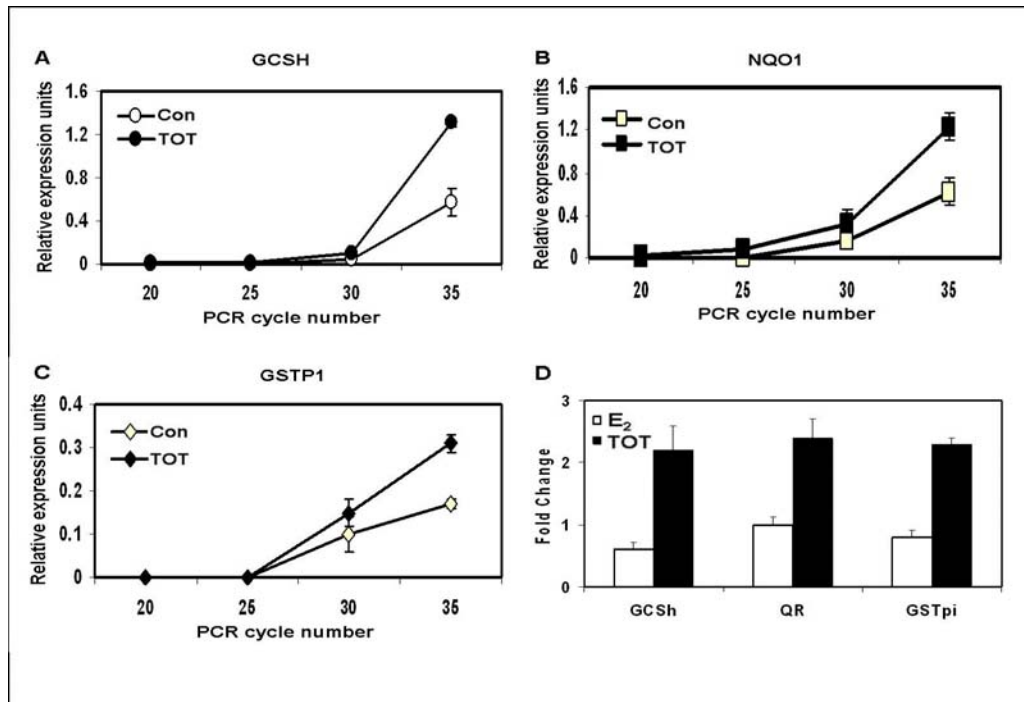 A
GCSH
Relative expression units
1.6
1.2
0.8
0.4
0
Con
TOT
20 25 30 35
PCR cycle number
B
NQO1
Relative expression units
1.6
1.2
0.8
0.4
0
Con
TOT
20 25 30 35
PCR cycle number
C
GSTP1
Relative expression units
0.4
0.3
0.2
0.1
0
Con
TOT
20 25 30 35
PCR cycle number
D
Fold Change
3
2
1
0
E₂
TOT
GCSh QR GSTpi